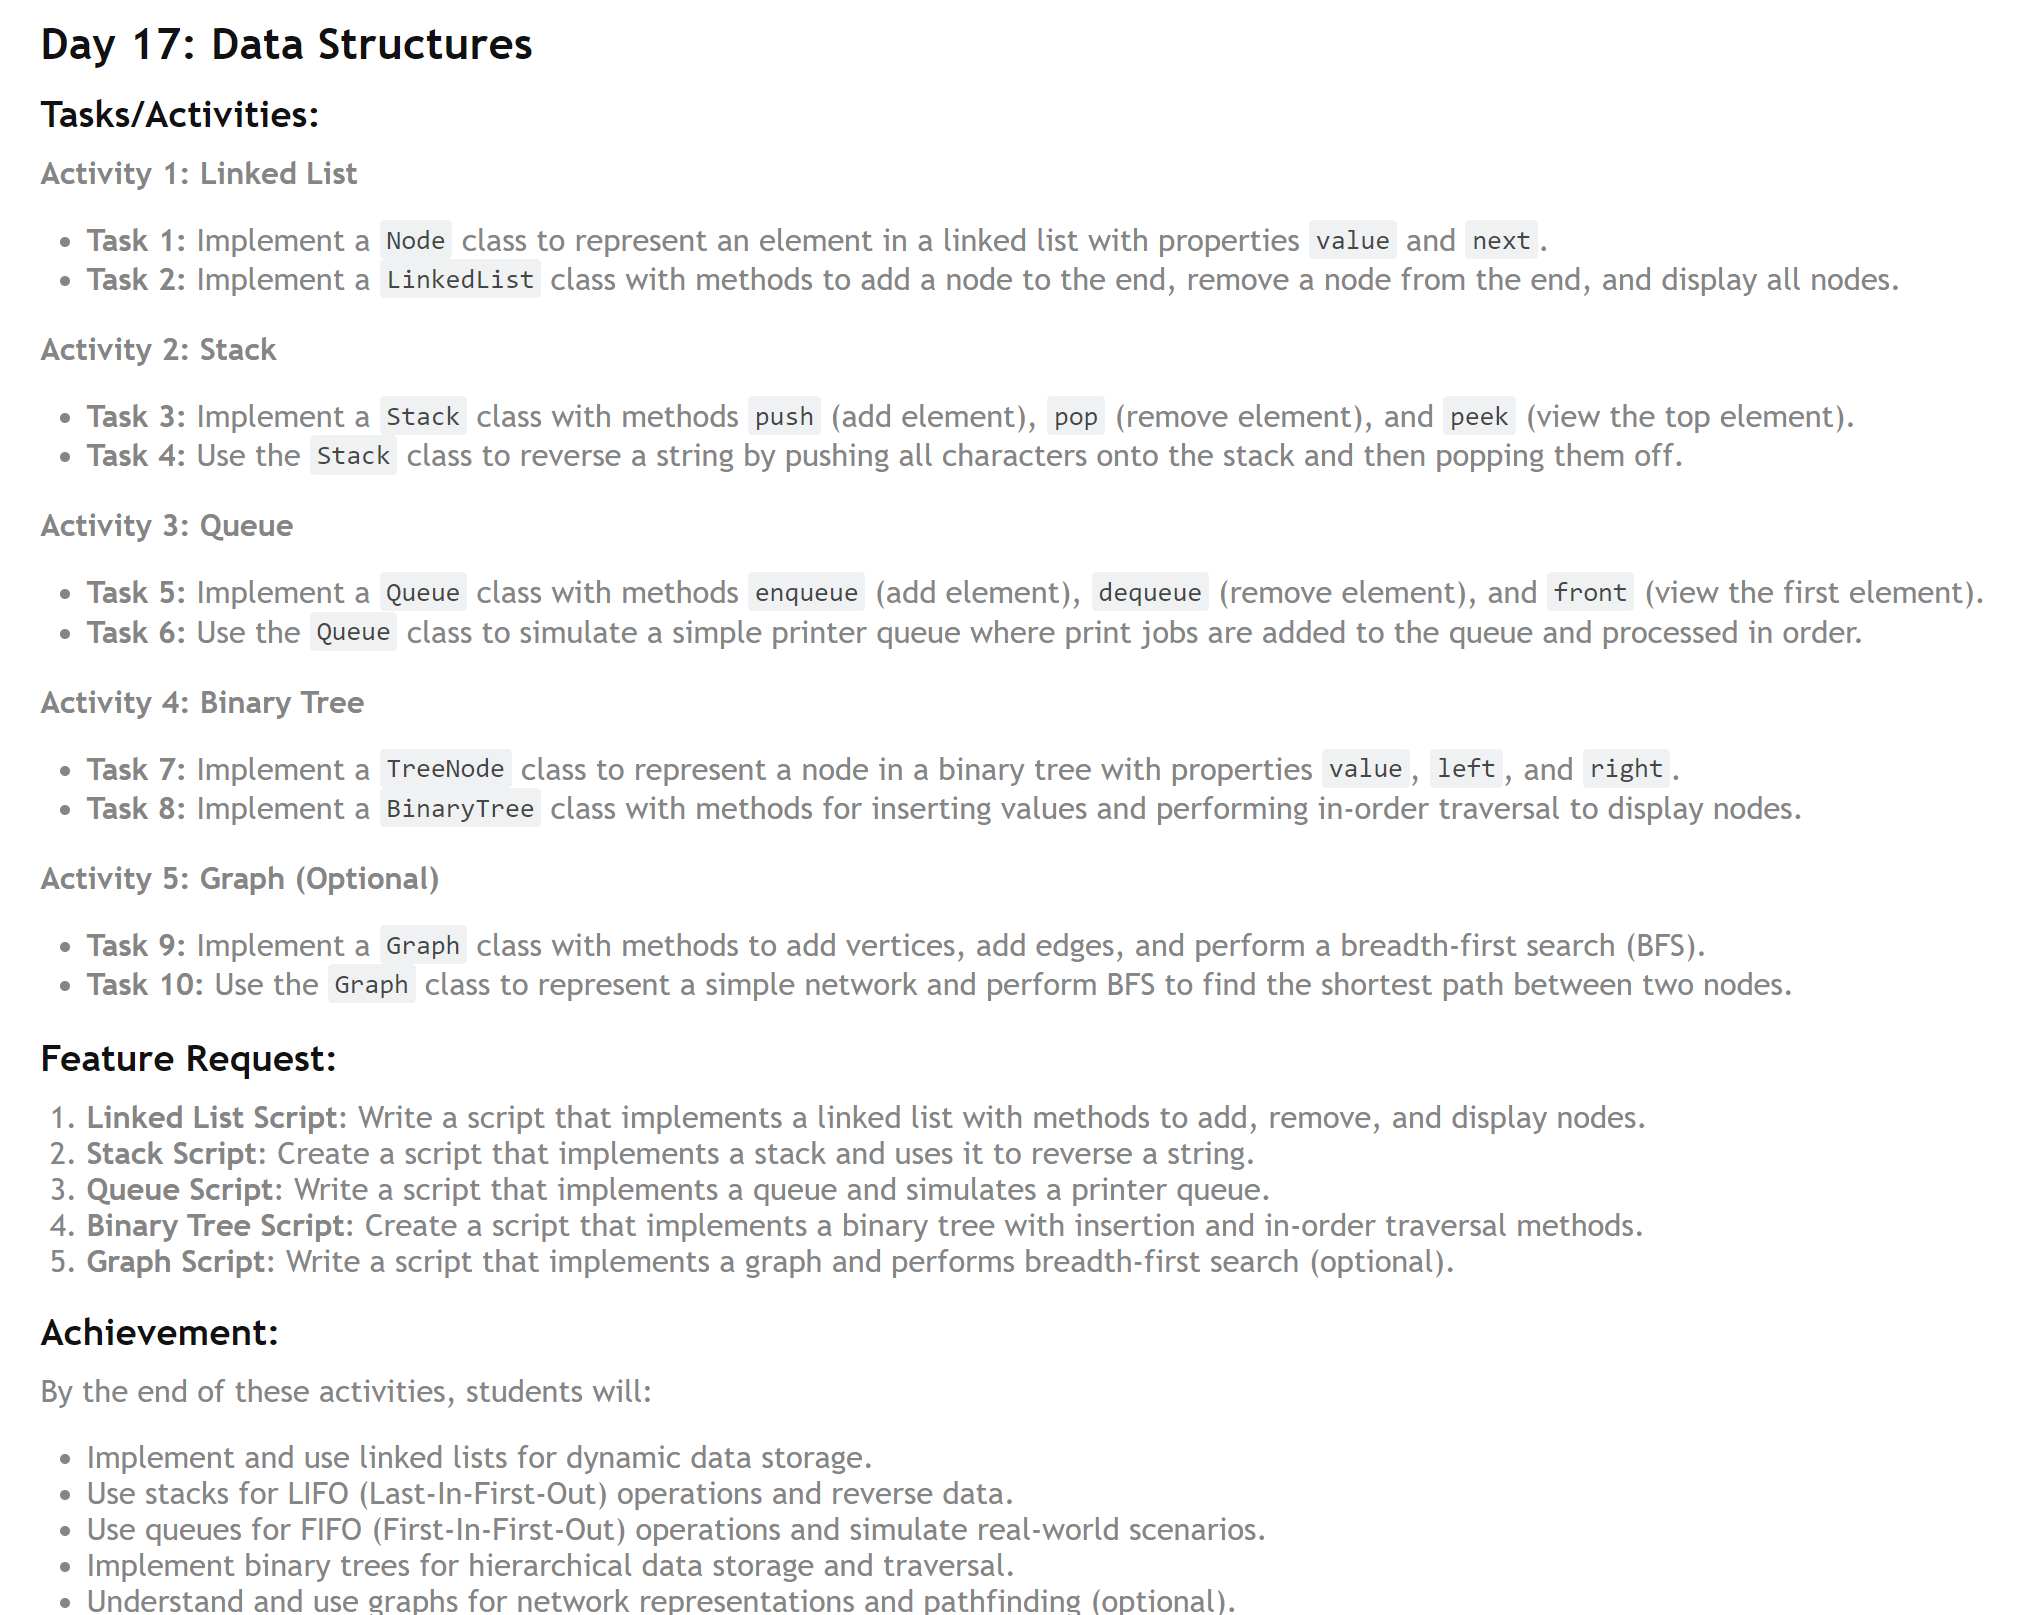 Day 17: Data Structures
Tasks/Activities:
Activity 1: Linked List
• Task 1: Implement a Node class to represent an element in a linked list with properties value and next.
• Task 2: Implement a LinkedList class with methods to add a node to the end, remove a node from the end, and display all nodes.
Activity 2: Stack
• Task 3: Implement a Stack class with methods push (add element), pop (remove element), and peek (view the top element).
• Task 4: Use the Stack class to reverse a string by pushing all characters onto the stack and then popping them off.
Activity 3: Queue
• Task 5: Implement a Queue class with methods enqueue (add element), dequeue (remove element), and front (view the first element).
• Task 6: Use the Queue class to simulate a simple printer queue where print jobs are added to the queue and processed in order.
Activity 4: Binary Tree
• Task 7: Implement a TreeNode class to represent a node in a binary tree with properties value, left, and right.
• Task 8: Implement a BinaryTree class with methods for inserting values and performing in-order traversal to display nodes.
Activity 5: Graph (Optional)
• Task 9: Implement a Graph class with methods to add vertices, add edges, and perform a breadth-first search (BFS).
• Task 10: Use the Graph class to represent a simple network and perform BFS to find the shortest path between two nodes.
Feature Request:
1. Linked List Script: Write a script that implements a linked list with methods to add, remove, and display nodes.
2. Stack Script: Create a script that implements a stack and uses it to reverse a string.
3. Queue Script: Write a script that implements a queue and simulates a printer queue.
4. Binary Tree Script: Create a script that implements a binary tree with insertion and in-order traversal methods.
5. Graph Script: Write a script that implements a graph and performs breadth-first search (optional).
Achievement:
By the end of these activities, students will:
• Implement and use linked lists for dynamic data storage.
• Use stacks for LIFO (Last-In-First-Out) operations and reverse data.
• Use queues for FIFO (First-In-First-Out) operations and simulate real-world scenarios.
• Implement binary trees for hierarchical data storage and traversal.
• Understand and use graphs for network representations and pathfinding (optional).